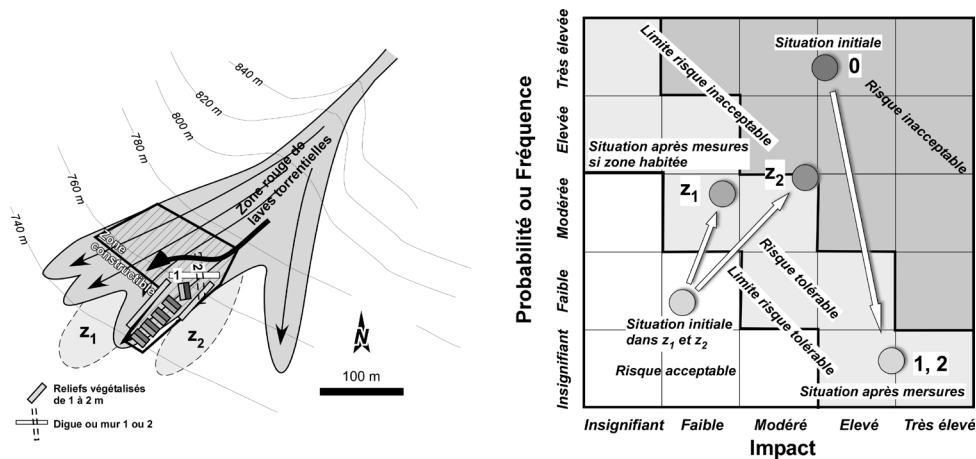 840 m
820 m
800 m
780 m
760 m
740 m
Zone rouge de
laves torrentielles
Zone
constructible
1
2
z1
z2
N
100 m
Reliefs végétalisés
de 1 à 2 m
Digue ou mur 1 ou 2
Probabilité ou Fréquence
Très élevée
Elevée
Modérée
Faible
Insignifiant
Situation initiale
0
Limite risque inacceptable
Risque inacceptable
Situation après mesures
si zone habitée
z1
z2
Risque tolérable
Limite risque tolérable
Situation initiale
dans z1 et z2
Risque acceptable
1, 2
Situation après mersures
Insignifiant
Faible
Modéré
Elevé
Très élevé
Impact